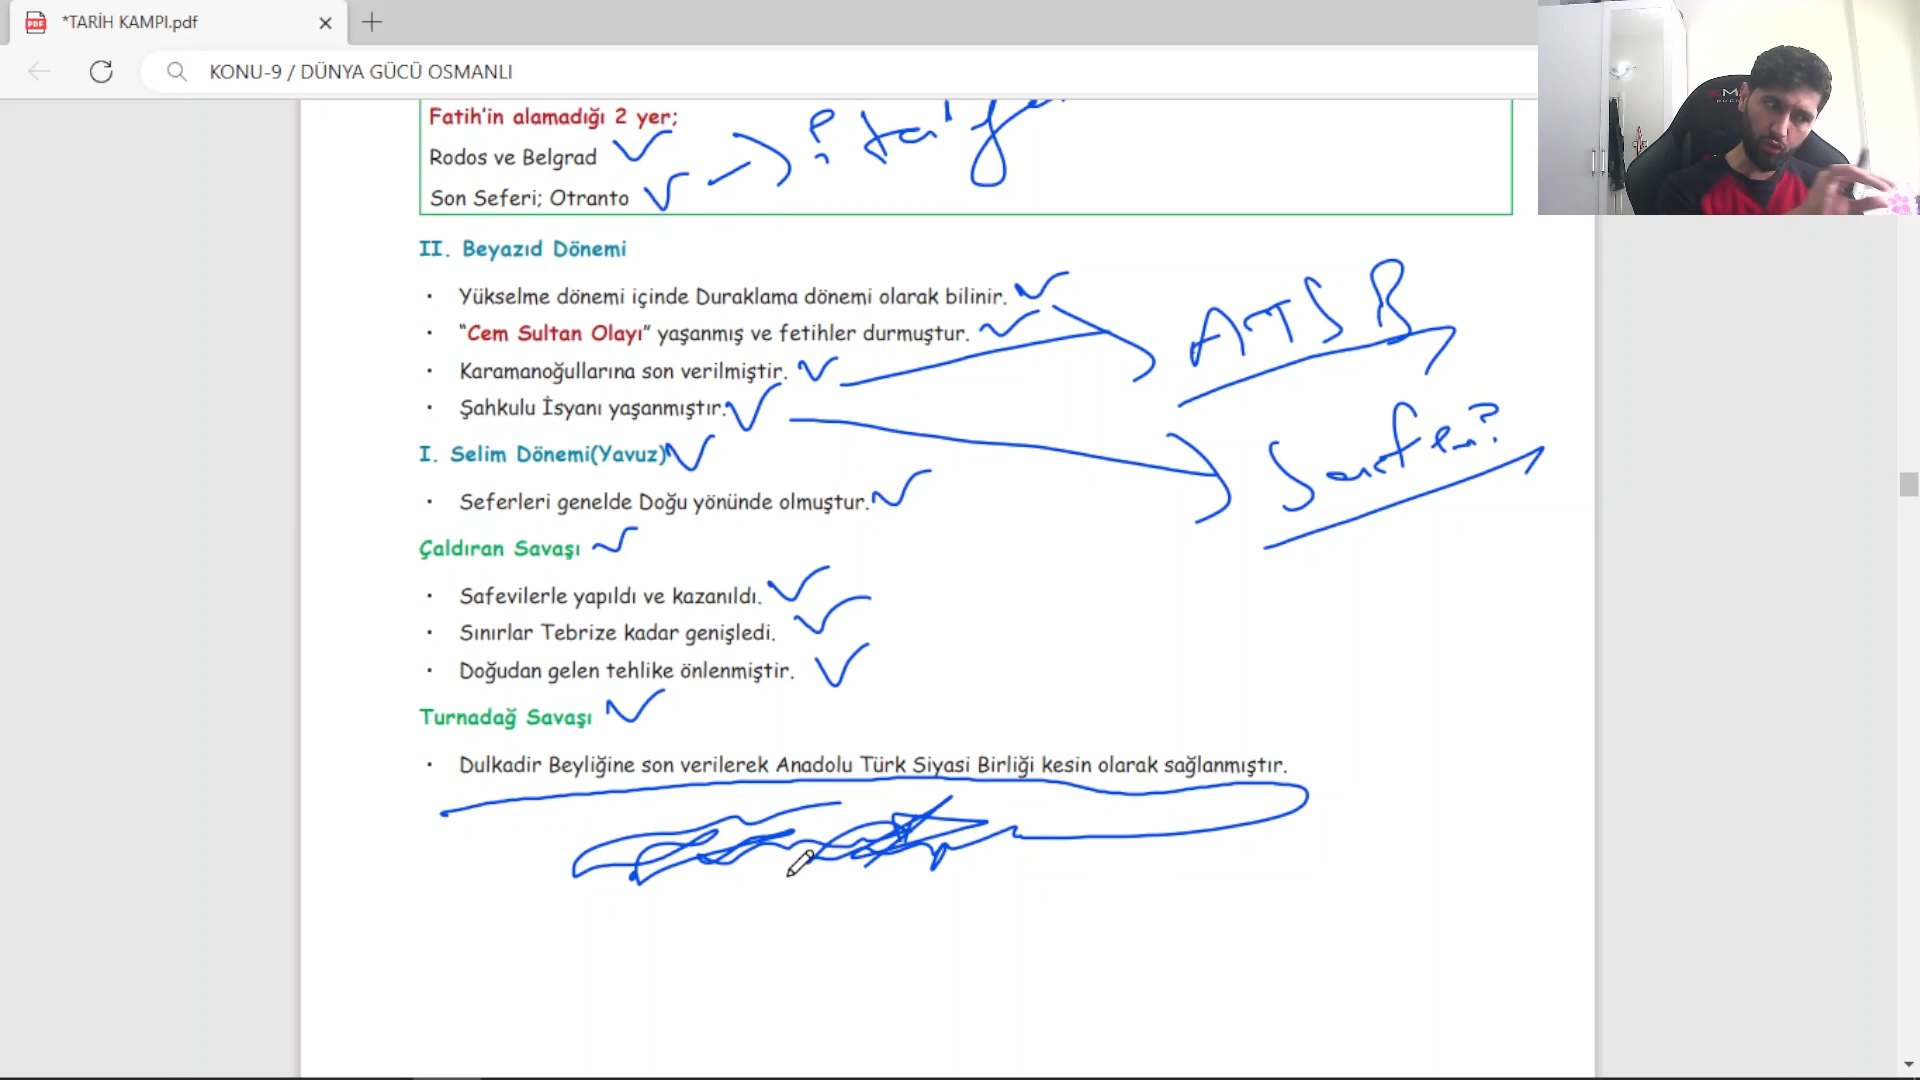 *TARİH KAMPI.pdf
KONU-9 / DÜNYA GÜCÜ OSMANLI
Fatih'in alamadığı 2 yer;
Rodos ve Belgrad
Son Seferi; Otranto
İtalya
II. Beyazıd Dönemi
· Yükselme dönemi içinde Duraklama dönemi olarak bilinir.
· "Cem Sultan Olayı" yaşanmış ve fetihler durmuştur.
ATSB
· Karamanoğullarına son verilmiştir.
· Şahkulu İsyanı yaşanmıştır.
I. Selim Dönemi(Yavuz)
· Seferleri genelde Doğu yönünde olmuştur.
Çaldıran Savaşı
· Safevilerle yapıldı ve kazanıldı.
· Sınırlar Tebrize kadar genişledi.
· Doğudan gelen tehlike önlenmiştir.
Turnadağ Savaşı
· Dulkadir Beyliğine son verilerek Anadolu Türk Siyasi Birliği kesin olarak sağlanmıştır.